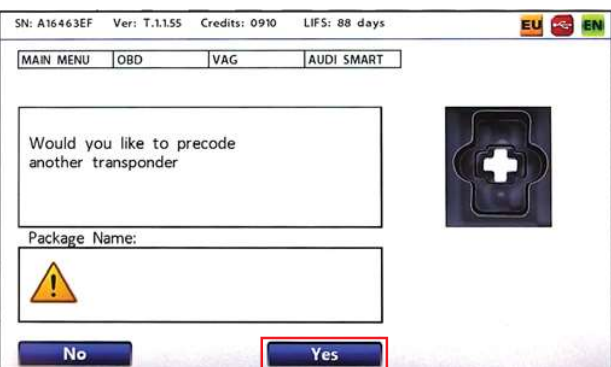 SN: A16463EF Ver: T.1.1.55 Credits: 0910 LIFS: 88 days EU EN
MAIN MENU OBD VAG AUDI SMART
Would you like to precode
another transponder
Package Name:
No Yes